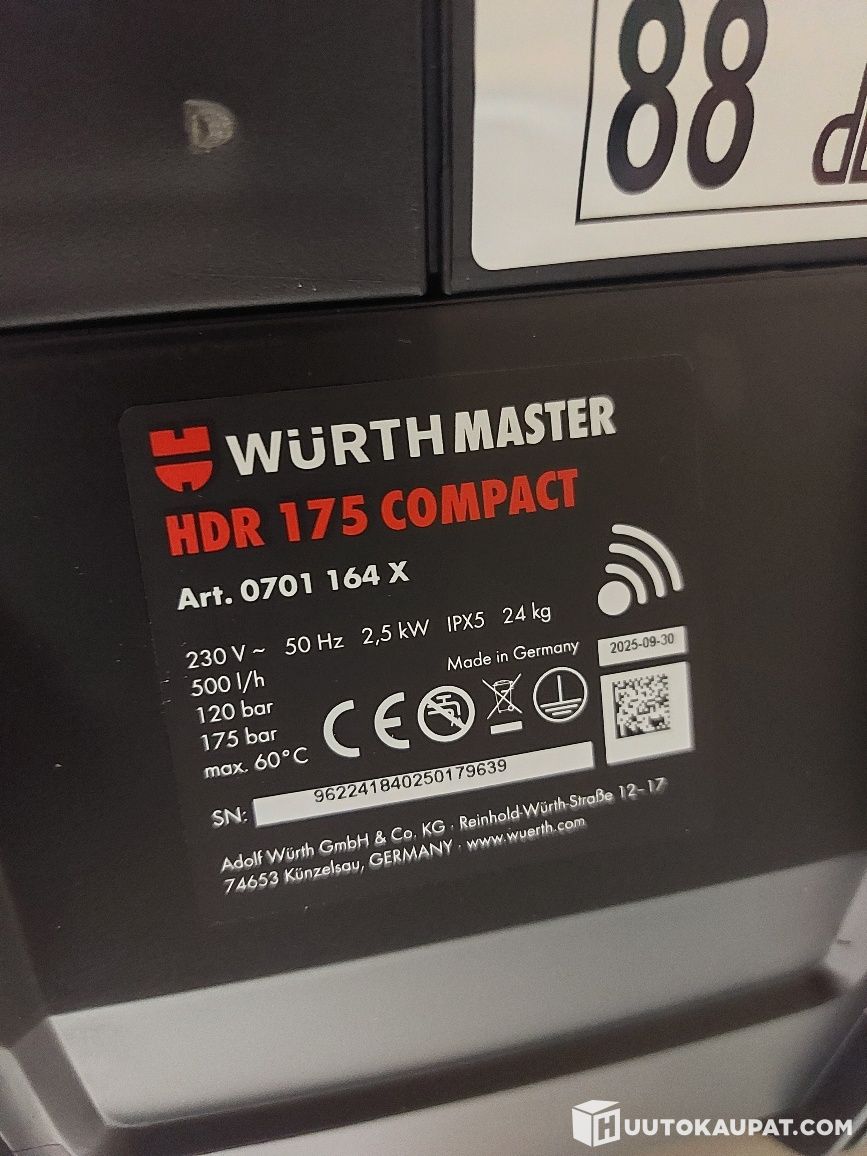 88
WÜRTH MASTER
HDR 175 COMPACT
Art. 0701 164 X
230 V ~ 50 Hz 2,5 kW IPX5 24 kg
500 l/h
Made in Germany
2025-09-30
120 bar
175 bar
max. 60°C
CE
SN: 962241840250179639
Adolf Würth GmbH & Co. KG · Reinhold-Würth-Straße 12-17
74653 Künzelsau, GERMANY · www.wuerth.com
HUUTOKAUPAT.COM